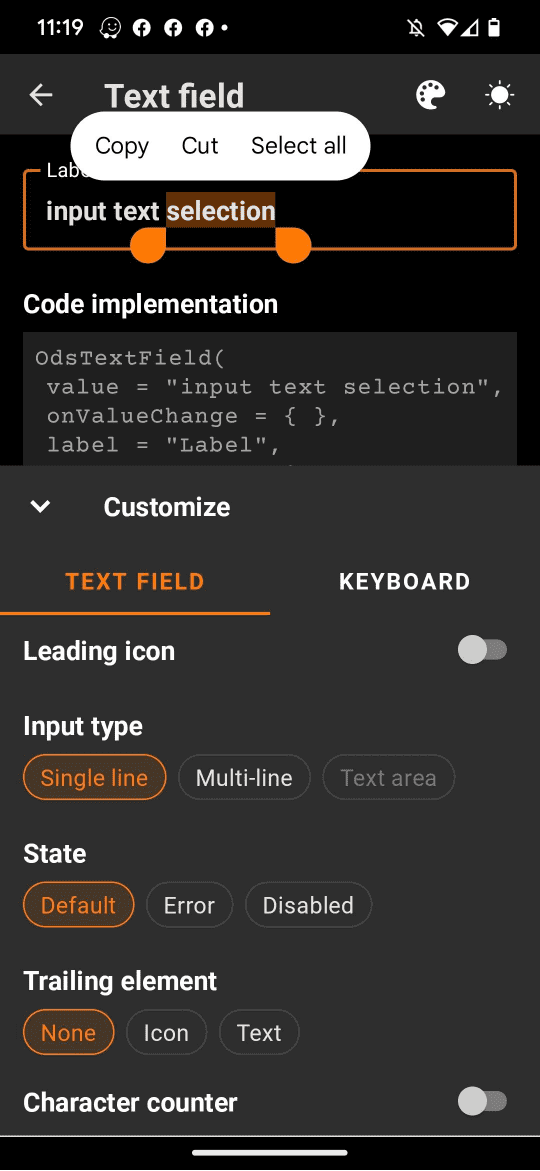 11:19
Text field
Copy Cut Select all
Labe
input text selection
Code implementation
OdsTextField(
value = "input text selection",
onValueChange = { },
label = "Label",
Customize
TEXT FIELD KEYBOARD
Leading icon
Input type
Single line Multi-line Text area
State
Default Error Disabled
Trailing element
None Icon Text
Character counter